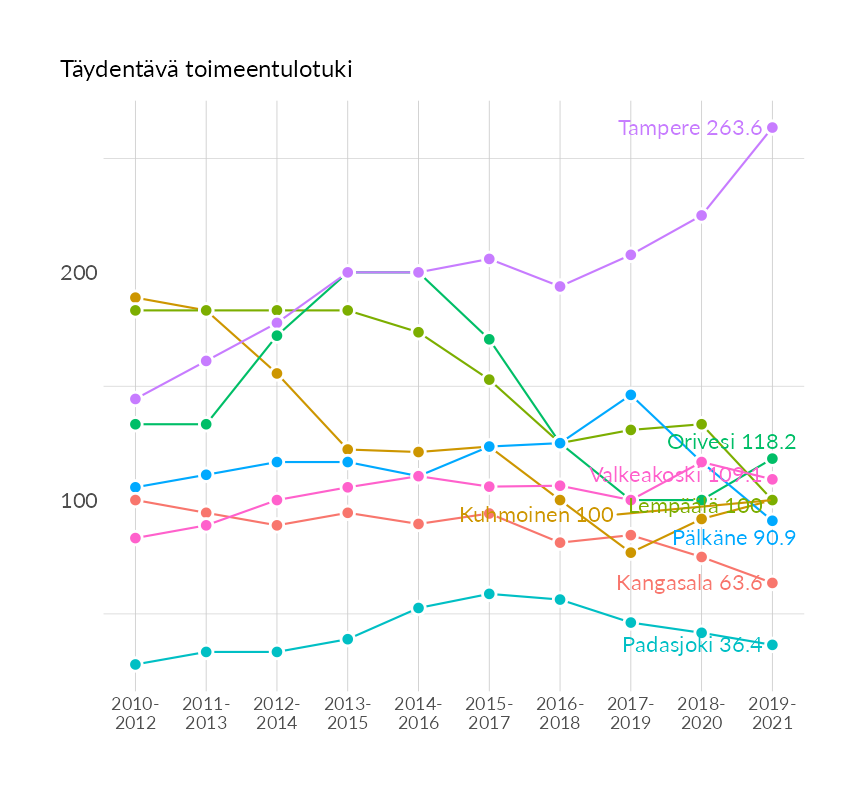 Täydentävä toimeentulotuki
Tampere 263.6
200
Orivesi 118.2
Valkeakoski 109.1
100
Lempäälä 100
Kuhmoinen 100
Pälkäne 90.9
Kangasala 63.6
Padasjoki 36.4
2010-
2012
2011-
2013
2012-
2014
2013-
2015
2014-
2016
2015-
2017
2016-
2018
2017-
2019
2018-
2020
2019-
2021